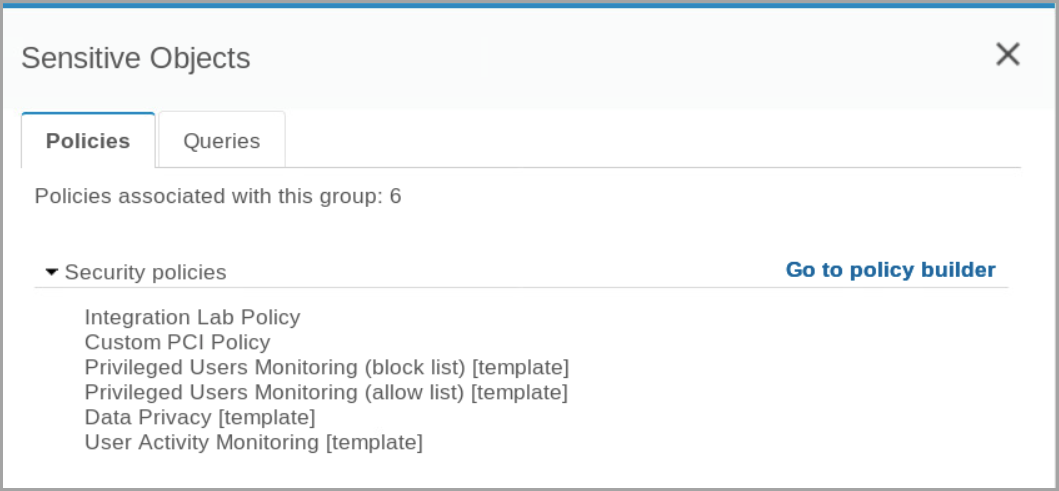 Sensitive Objects
Policies
Queries
Policies associated with this group: 6
Security policies
Go to policy builder
Integration Lab Policy
Custom PCI Policy
Privileged Users Monitoring (block list) [template]
Privileged Users Monitoring (allow list) [template]
Data Privacy [template]
User Activity Monitoring [template]